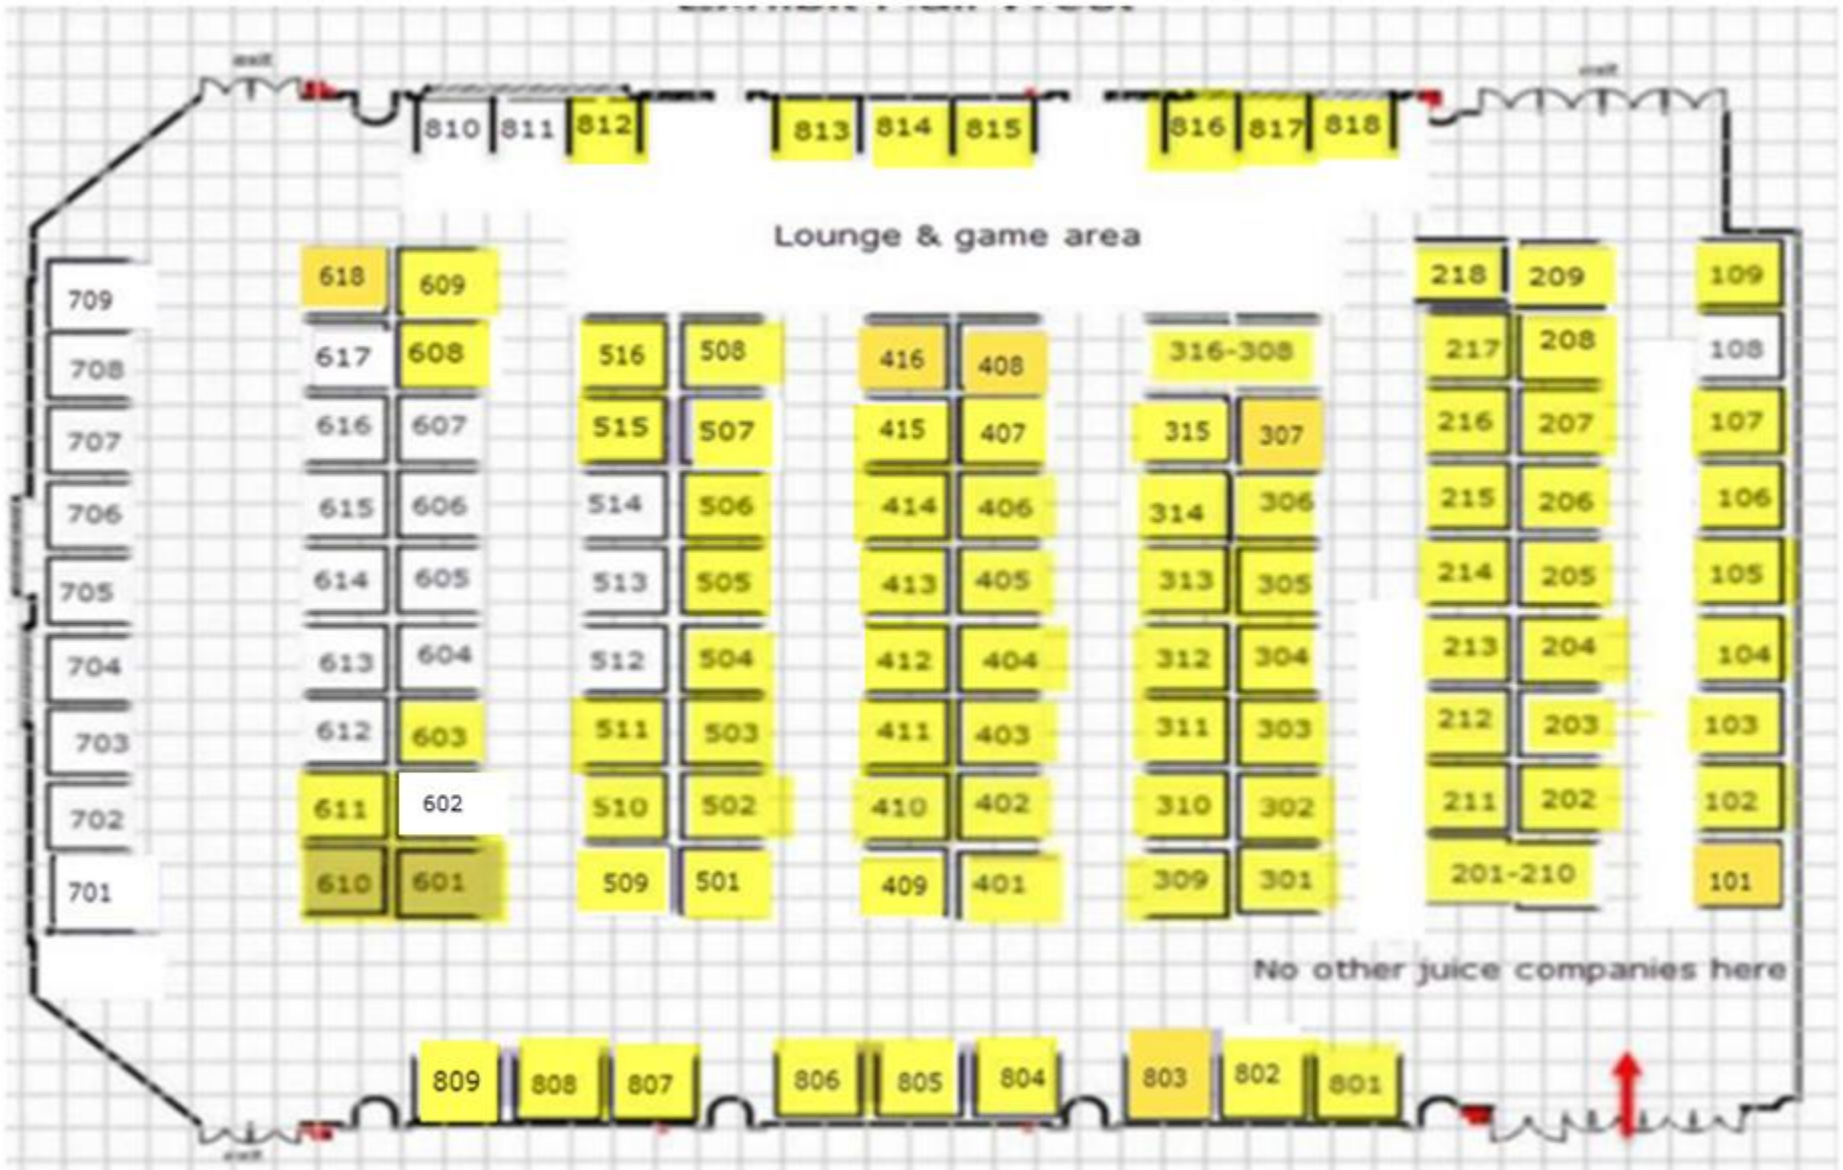 Exhibit Hall West
exit
exit
810 811 812 813 814 815 816 817 818
Lounge & game area
709 618 609 218 209 109
708 617 608 516 508 416 408 316-308 217 208 108
707 616 607 515 507 415 407 315 307 216 207 107
706 615 606 514 506 414 406 314 306 215 206 106
705 614 605 513 505 413 405 313 305 214 205 105
704 613 604 512 504 412 404 312 304 213 204 104
703 612 603 511 503 411 403 311 303 212 203 103
702 611 602 510 502 410 402 310 302 211 202 102
701 610 601 509 501 409 401 309 301 201-210 101
No other juice companies here
809 808 807 806 805 804 803 802 801
exit